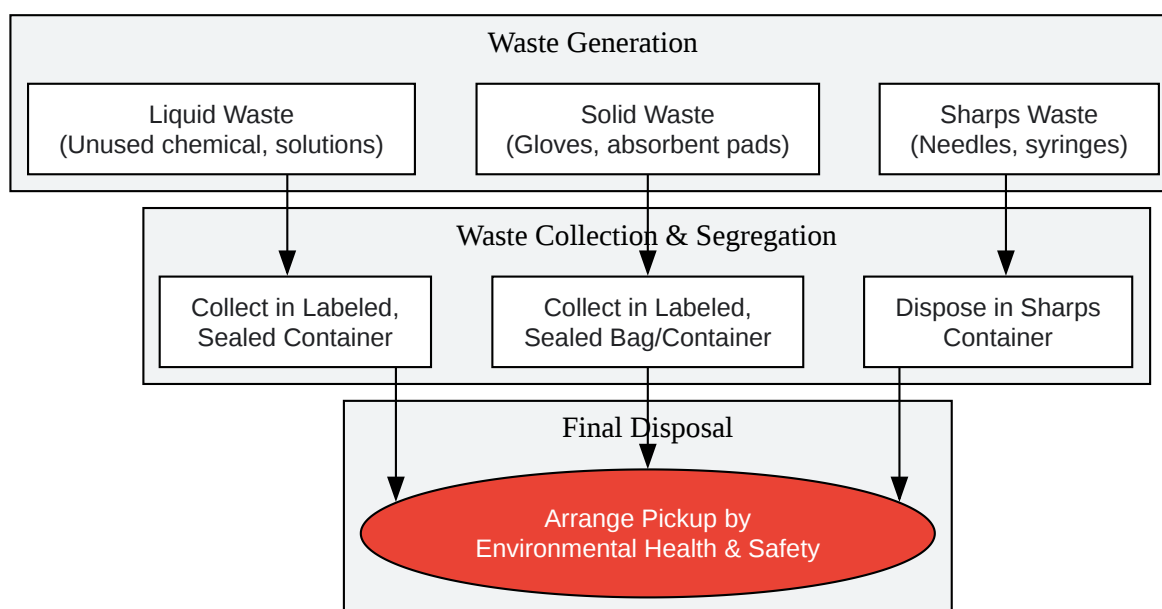 Waste Generation
Liquid Waste
(Unused chemical, solutions)
Solid Waste
(Gloves, absorbent pads)
Sharps Waste
(Needles, syringes)
Waste Collection & Segregation
Collect in Labeled,
Sealed Container
Collect in Labeled,
Sealed Bag/Container
Dispose in Sharps
Container
Final Disposal
Arrange Pickup by
Environmental Health & Safety